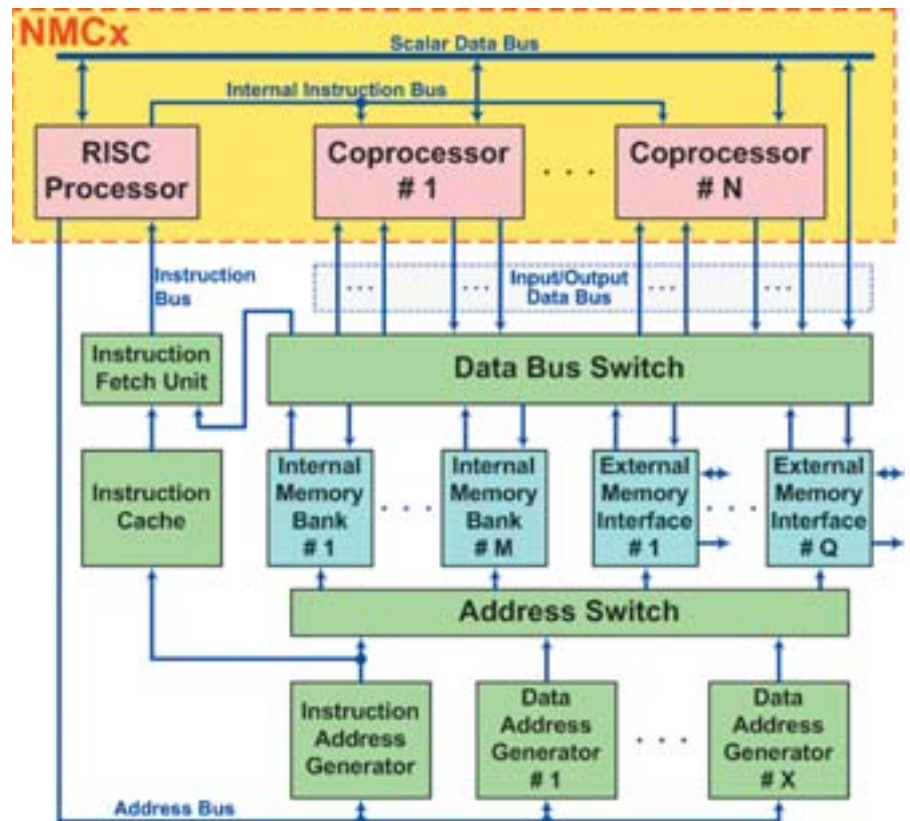 NMCx
Scalar Data Bus
Internal Instruction Bus
RISC
Processor
Coprocessor
# 1
. . .
Coprocessor
# N
Instruction
Bus
Input/Output
Data Bus
Instruction
Fetch Unit
Data Bus Switch
Instruction
Cache
Internal
Memory
Bank
# 1
. . .
Internal
Memory
Bank
# M
External
Memory
Interface
# 1
. . .
External
Memory
Interface
# Q
Address Switch
Instruction
Address
Generator
Data
Address
Generator
# 1
. . .
Data
Address
Generator
# X
Address Bus